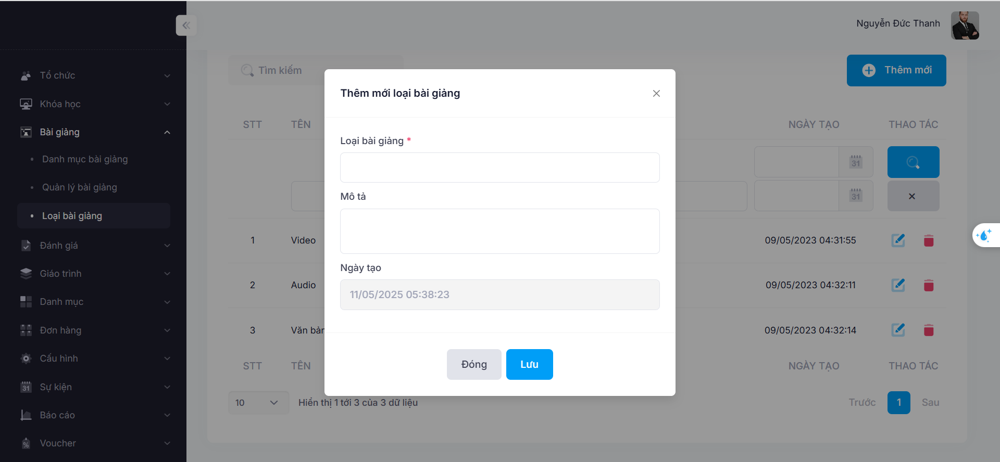 Nguyễn Đức Thanh
Tổ chức
Khóa học
Bài giảng
Danh mục bài giảng
Quản lý bài giảng
Loại bài giảng
Đánh giá
Giáo trình
Danh mục
Đơn hàng
Cấu hình
31 Sự kiện
Báo cáo
% Voucher
Tìm kiếm
Thêm mới
STT TÊN NGÀY TẠO THAO TÁC
31
31
1 Video 09/05/2023 04:31:55
2 Audio 09/05/2023 04:32:11
3 Văn bản 09/05/2023 04:32:14
STT TÊN NGÀY TẠO THAO TÁC
10 Hiển thị 1 tới 3 của 3 dữ liệu
Trước 1 Sau
Thêm mới loại bài giảng
Loại bài giảng *
Mô tả
Ngày tạo
11/05/2025 05:38:23
Đóng Lưu